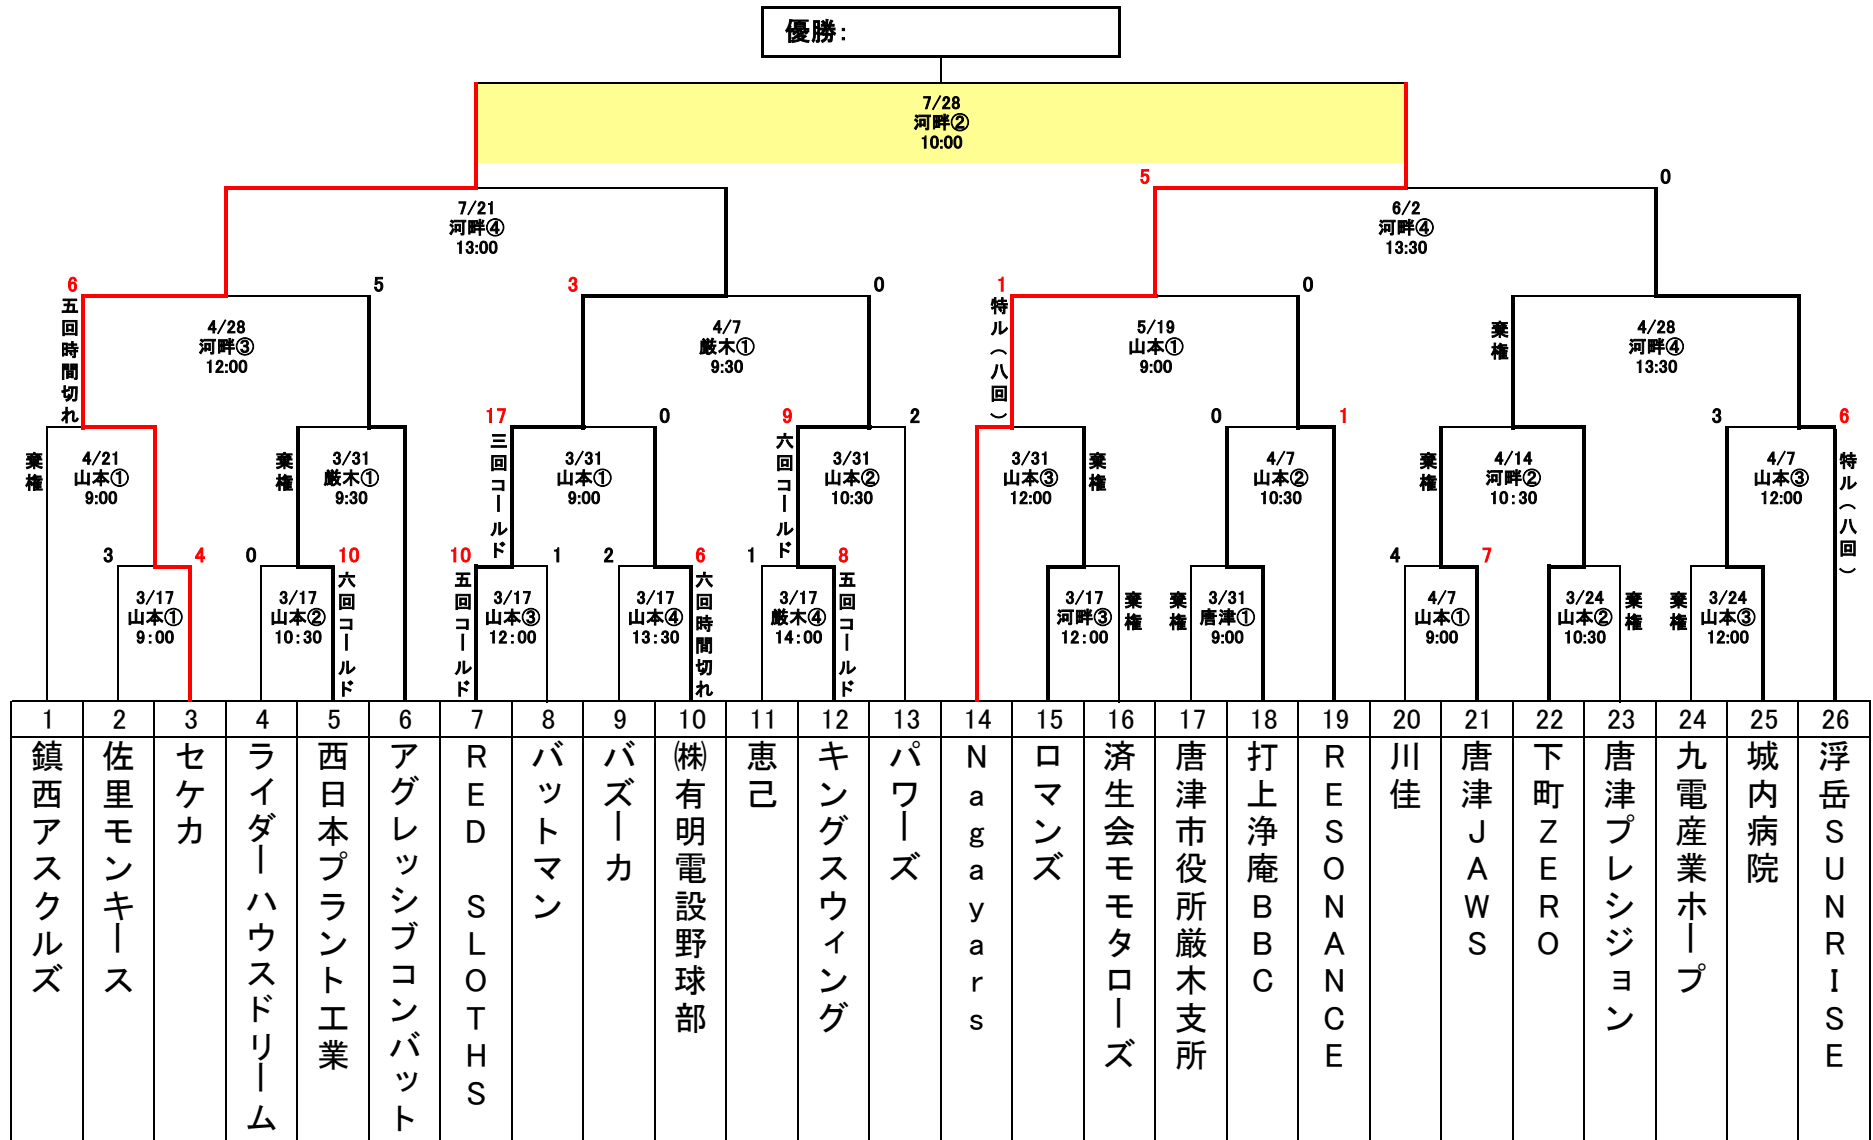 優勝：
7/28
河畔②
10:00
5
0
7/21
河畔④
13:00
6/2
河畔④
13:30
6
5
3
0
1
0
五回時間切れ
4/28
河畔③
12:00
4/7
厳木①
9:30
特ル（八回）
5/19
山本①
9:00
棄権
4/28
河畔④
13:30
17
0
9
2
0
1
3
6
棄権
4/21
山本①
9:00
棄権
3/31
厳木①
9:30
三回コールド
3/31
山本①
9:00
六回コールド
3/31
山本②
10:30
3/31
山本③
12:00
棄権
4/7
山本②
10:30
棄権
4/14
河畔②
10:30
4/7
山本③
12:00
特ル（八回）
3
4
0
10
10
1
2
6
1
8
4
7
3/17
山本①
9:00
3/17
山本②
10:30
六回コールド
五回コールド
3/17
山本③
12:00
3/17
山本④
13:30
六回時間切れ
3/17
厳木④
14:00
五回コールド
3/17
河畔③
12:00
棄権
棄権
3/31
唐津①
9:00
4/7
山本①
9:00
3/24
山本②
10:30
棄権
棄権
3/24
山本③
12:00
1
2
3
4
5
6
7
8
9
10
11
12
13
14
15
16
17
18
19
20
21
22
23
24
25
26
鎮西アスクルズ
佐里モンキース
セケカ
ライダーハウスドリーム
西日本プラント工業
アグレッシブコンバット
RED SLOTHS
バットマン
バズーカ
㈱有明電設野球部
恵己
キングスウィング
パワーズ
Nagayars
ロマンズ
済生会モモタローズ
唐津市役所厳木支所
打上浄庵BBC
RESONANCE
川佳
唐津JAWS
下町ZERO
唐津プレシジョン
九電産業ホープ
城内病院
浮岳SUNRISE